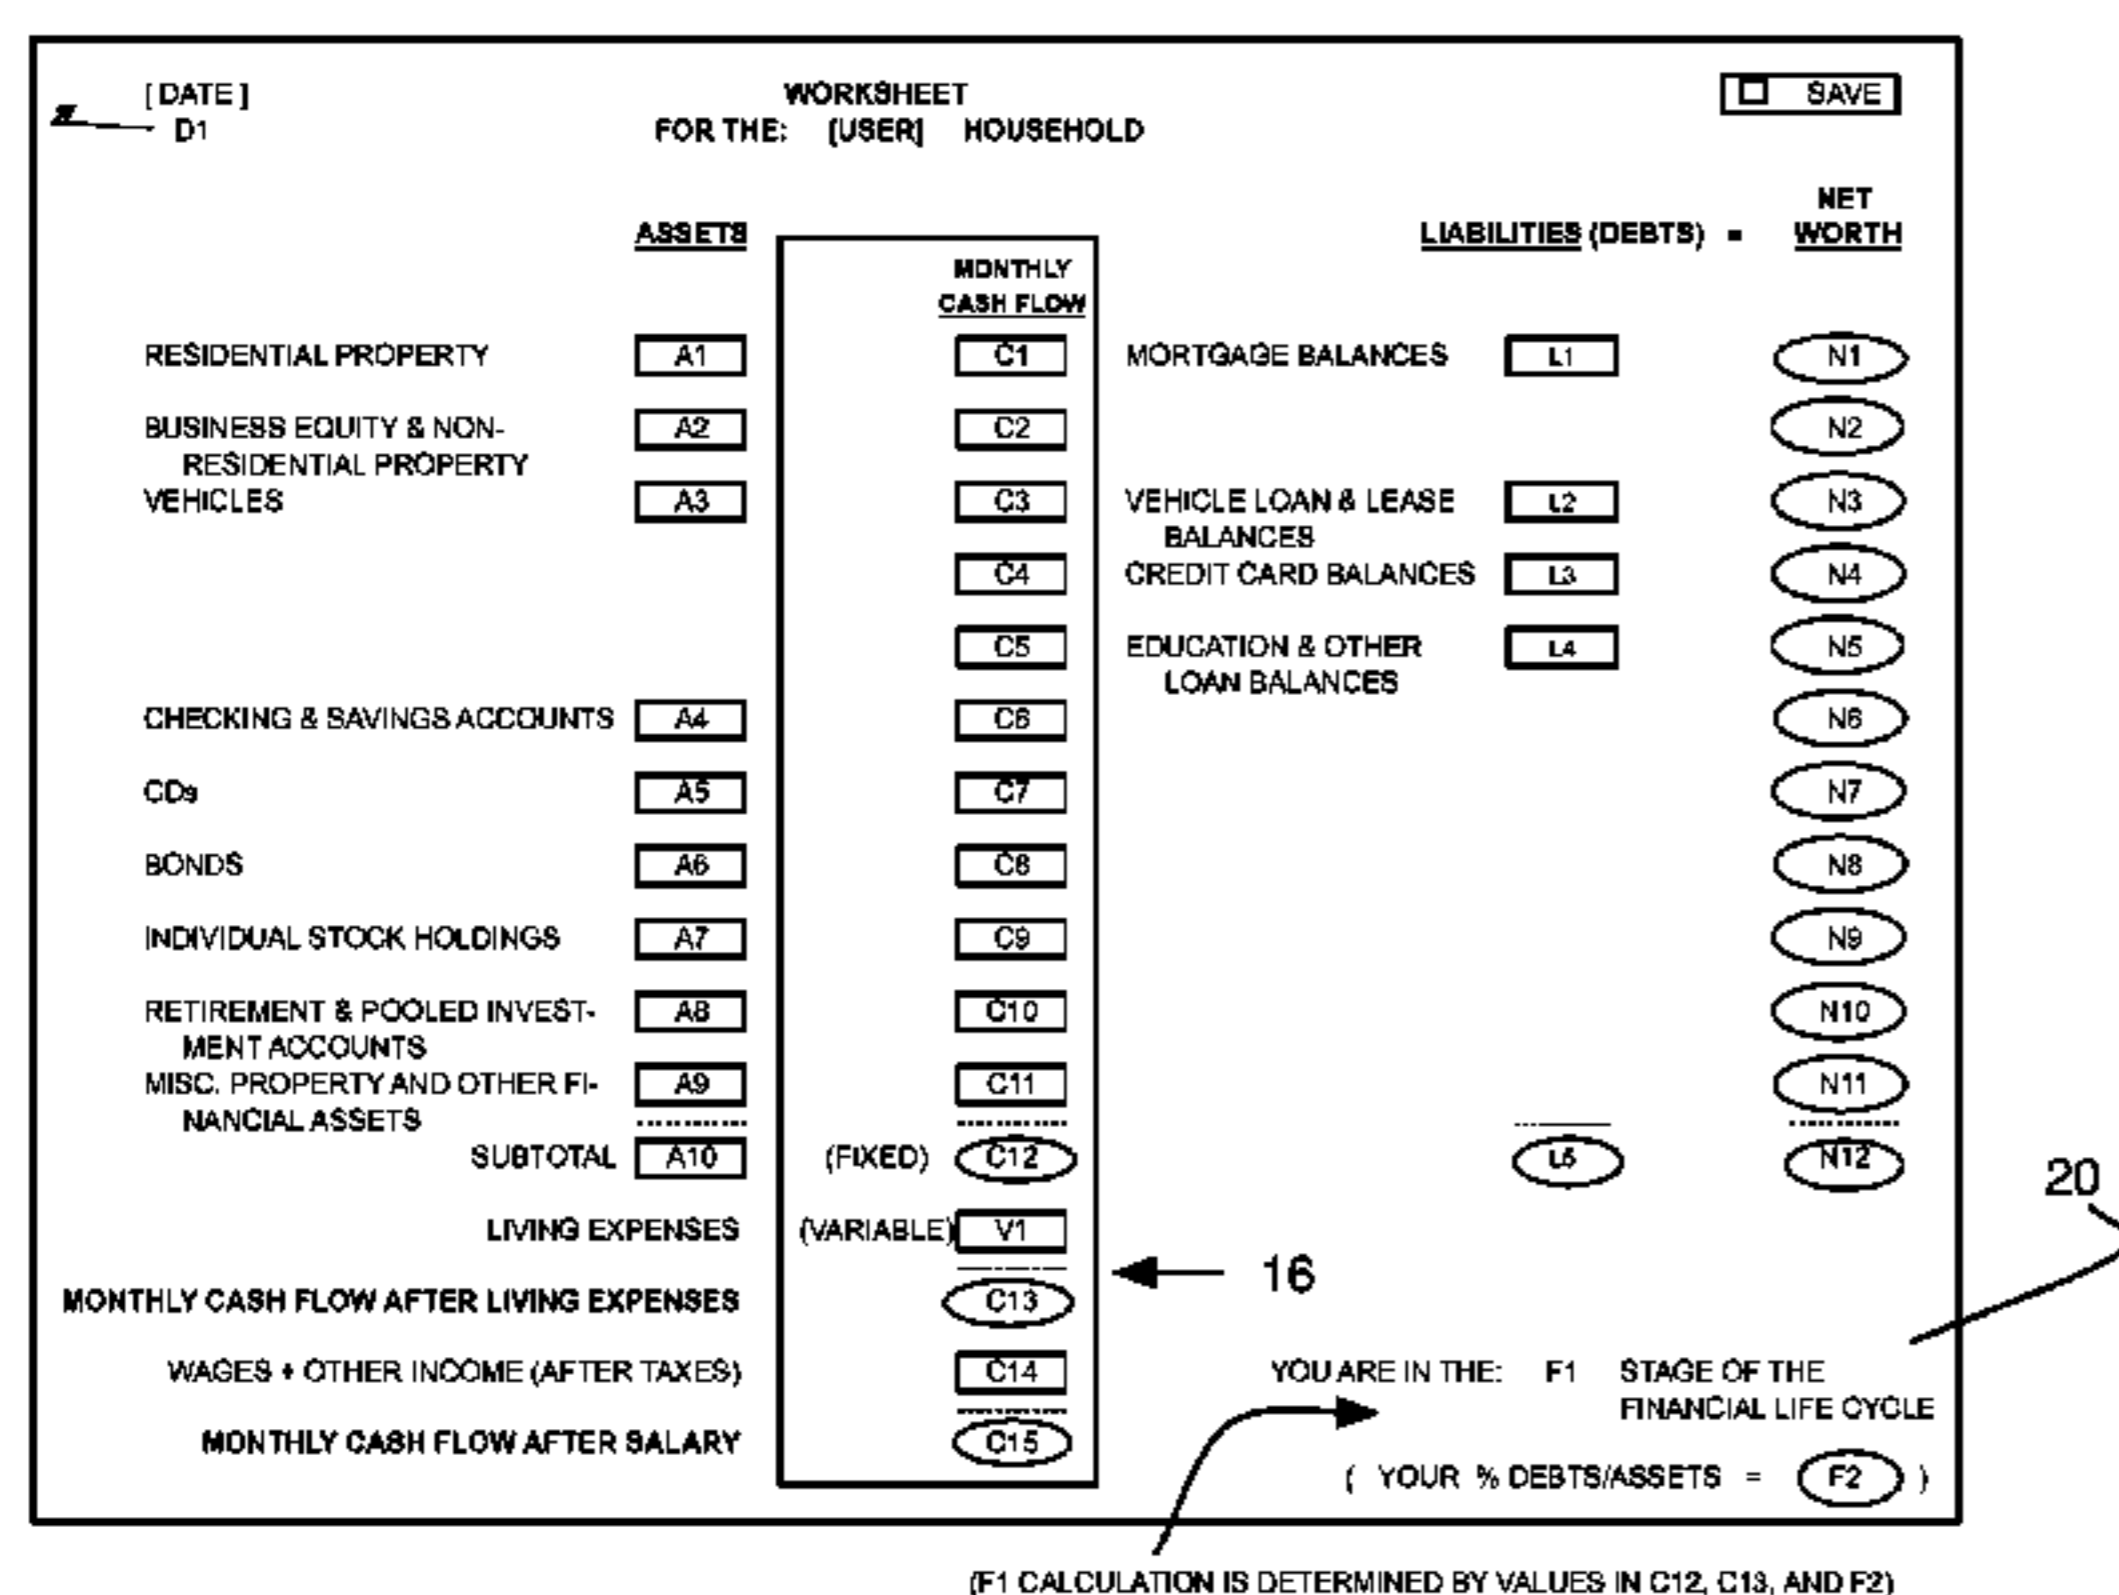 [ DATE ] WORKSHEET SAVE
D1 FOR THE: [USER] HOUSEHOLD
NET
ASSETS LIABILITIES (DEBTS) = WORTH
MONTHLY
CASH FLOW
RESIDENTIAL PROPERTY A1 C1 MORTGAGE BALANCES L1 N1
BUSINESS EQUITY & NON- A2 C2 N2
RESIDENTIAL PROPERTY
VEHICLES A3 C3 VEHICLE LOAN & LEASE L2 N3
BALANCES
C4 CREDIT CARD BALANCES L3 N4
C5 EDUCATION & OTHER L4 N5
LOAN BALANCES
CHECKING & SAVINGS ACCOUNTS A4 C6 N6
CDs A5 C7 N7
BONDS A6 C8 N8
INDIVIDUAL STOCK HOLDINGS A7 C9 N9
RETIREMENT & POOLED INVEST- A8 C10 N10
MENT ACCOUNTS
MISC. PROPERTY AND OTHER FI- A9 C11 N11
NANCIAL ASSETS
SUBTOTAL A10 (FIXED) C12 L5 N12
20
LIVING EXPENSES (VARIABLE) V1
16
MONTHLY CASH FLOW AFTER LIVING EXPENSES C13
WAGES + OTHER INCOME (AFTER TAXES) C14 YOU ARE IN THE: F1 STAGE OF THE
FINANCIAL LIFE CYCLE
MONTHLY CASH FLOW AFTER SALARY C15
( YOUR % DEBTS/ASSETS = F2 )
(F1 CALCULATION IS DETERMINED BY VALUES IN C12, C13, AND F2)